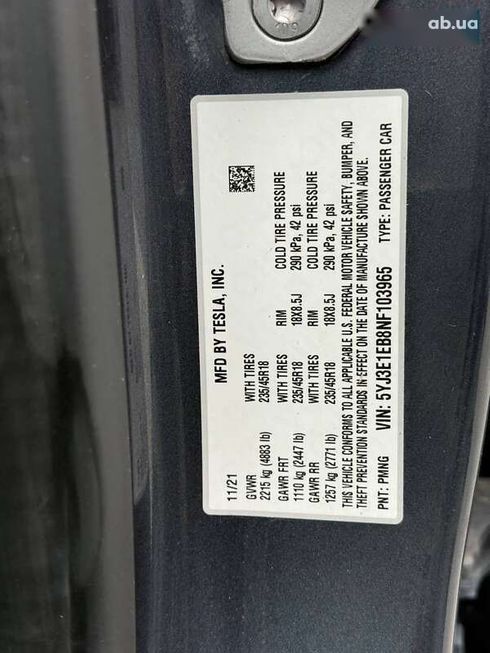 ab.ua
MFD BY TESLA, INC.
11/21
GVWR WITH TIRES COLD TIRE PRESSURE
2215 kg (4883 lb) 235/45R18 290 kPa, 42 psi
GAWR FRT WITH TIRES RIM COLD TIRE PRESSURE
1110 kg (2447 lb) 235/45R18 18X8.5J 290 kPa, 42 psi
GAWR RR WITH TIRES RIM COLD TIRE PRESSURE
1257 kg (2771 lb) 235/45R18 18X8.5J 290 kPa, 42 psi
THIS VEHICLE CONFORMS TO ALL APPLICABLE U.S. FEDERAL MOTOR VEHICLE SAFETY, BUMPER, AND
THEFT PREVENTION STANDARDS IN EFFECT ON THE DATE OF MANUFACTURE SHOWN ABOVE.
PNT: PMNG VIN: 5YJ3E1EB8NF103965 TYPE: PASSENGER CAR